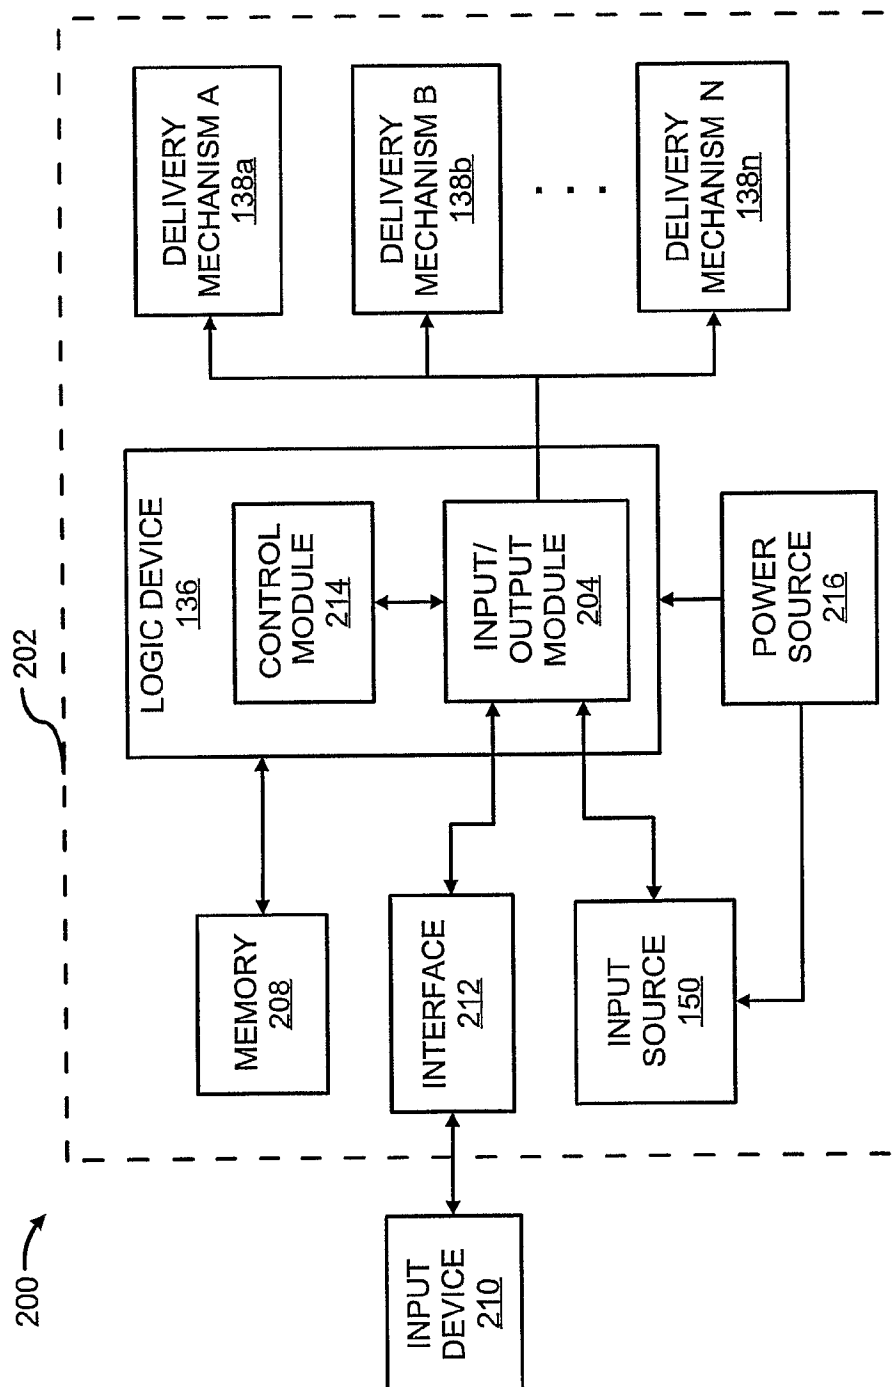 200
202
INPUT
DEVICE
210
MEMORY
208
INTERFACE
212
INPUT
SOURCE
150
LOGIC DEVICE
136
CONTROL
MODULE
214
INPUT/
OUTPUT
MODULE
204
POWER
SOURCE
216
DELIVERY
MECHANISM A
138a
DELIVERY
MECHANISM B
138b
. . .
DELIVERY
MECHANISM N
138n